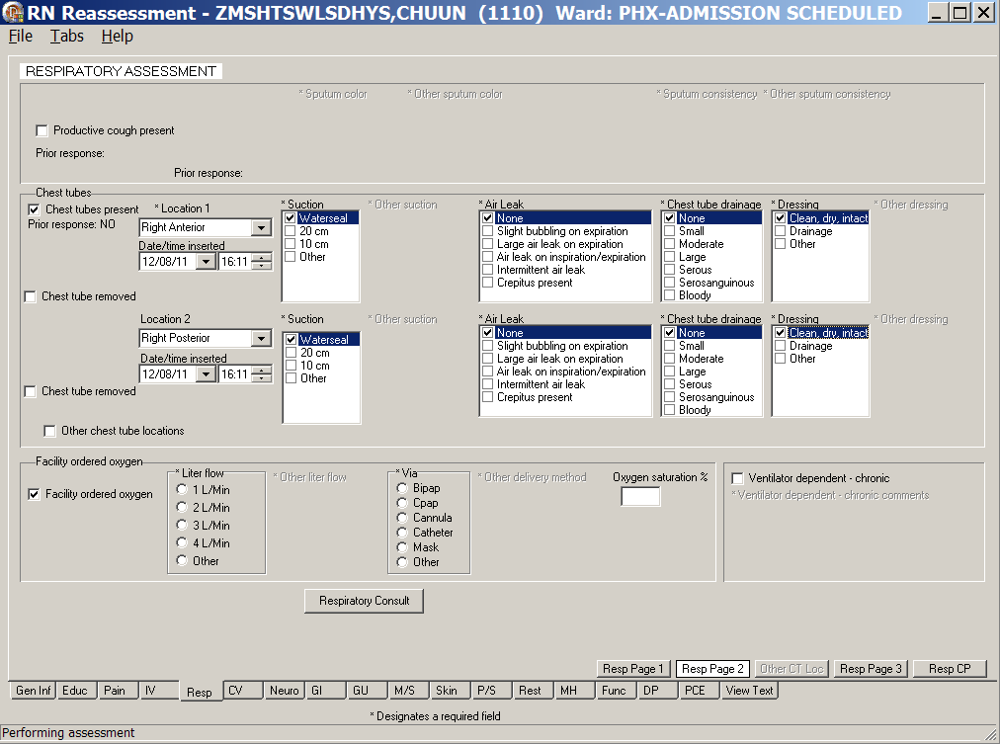 RN Reassessment - ZMSHTSWLSDHYS,CHUUN (1110) Ward: PHX-ADMISSION SCHEDULED
File Tabs Help
RESPIRATORY ASSESSMENT
* Sputum color * Other sputum color * Sputum consistency * Other sputum consistency
Productive cough present
Prior response:
Prior response:
Chest tubes
Chest tubes present
Prior response: NO
* Location 1
Right Anterior
Date/time inserted
12/08/11 16:11
* Suction
Waterseal
20 cm
10 cm
Other
* Other suction
* Air Leak
None
Slight bubbling on expiration
Large air leak on expiration
Air leak on inspiration/expiration
Intermittent air leak
Crepitus present
* Chest tube drainage
None
Small
Moderate
Large
Serous
Serosanguinous
Bloody
* Dressing
Clean, dry, intact
Drainage
Other
* Other dressing
Chest tube removed
Location 2
Right Posterior
Date/time inserted
12/08/11 16:11
* Suction
Waterseal
20 cm
10 cm
Other
* Other suction
* Air Leak
None
Slight bubbling on expiration
Large air leak on expiration
Air leak on inspiration/expiration
Intermittent air leak
Crepitus present
* Chest tube drainage
None
Small
Moderate
Large
Serous
Serosanguinous
Bloody
* Dressing
Clean, dry, intact
Drainage
Other
* Other dressing
Chest tube removed
Other chest tube locations
Facility ordered oxygen
Facility ordered oxygen
* Liter flow
1 L/Min
2 L/Min
3 L/Min
4 L/Min
Other
* Other liter flow
* Via
Bipap
Cpap
Cannula
Catheter
Mask
Other
* Other delivery method
Oxygen saturation %
Ventilator dependent - chronic
* Ventilator dependent - chronic comments
Respiratory Consult
Resp Page 1 Resp Page 2 Other CT Loc Resp Page 3 Resp CP
Gen Inf Educ Pain IV Resp CV Neuro GI GU M/S Skin P/S Rest MH Func DP PCE View Text
* Designates a required field
Performing assessment